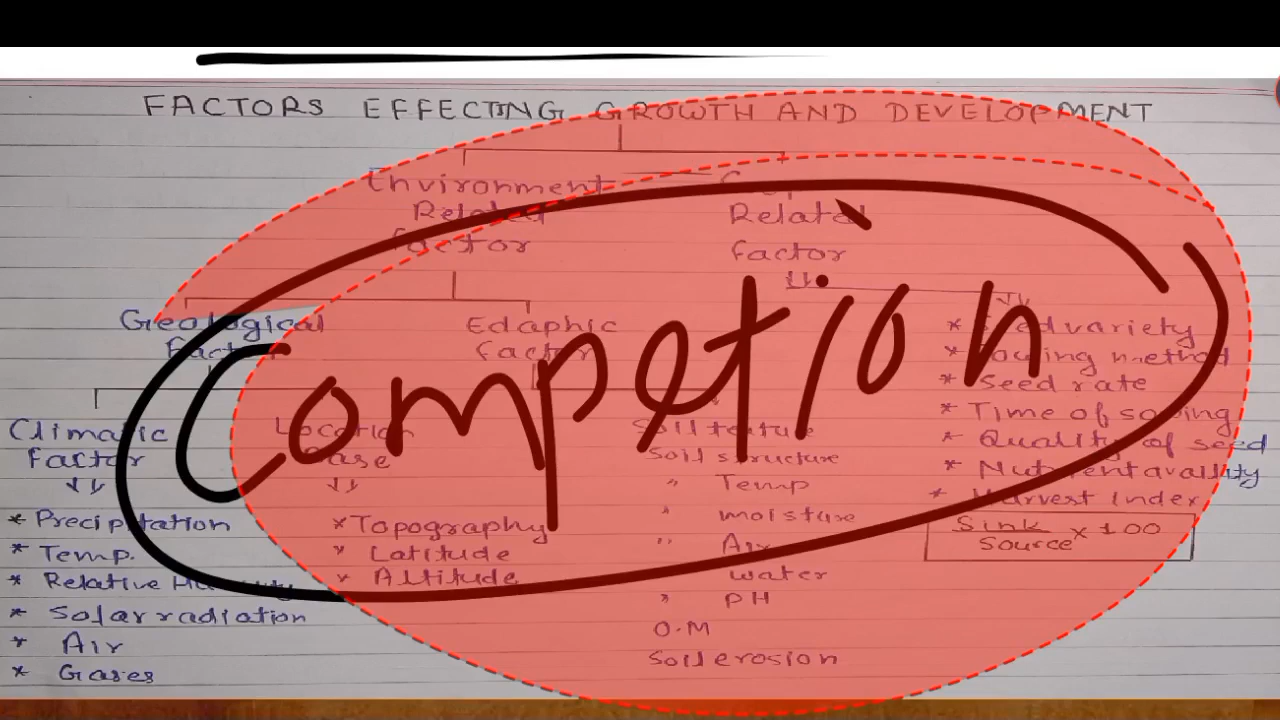 FACTORS EFFECTING GROWTH AND DEVELOPMENT
Environment
Related
factor
Related
factor
Geological
Factor
Edaphic
factor
Climatic
factor
Location
Base
* Precipitation
* Temp.
* Relative Humidity
* Solar radiation
* Air
* Gases
* Topography
* Latitude
* Altitude
Soil texture
Soil structure
" Temp
" moisture
" Air
water
" PH
O.M
Soil erosion
* Seed variety
* Sowing method
* Seed rate
* Time of sowing
* Quality of seed
* Nutrient avality
* Harvest Index
Sink
Source × 100
Competion